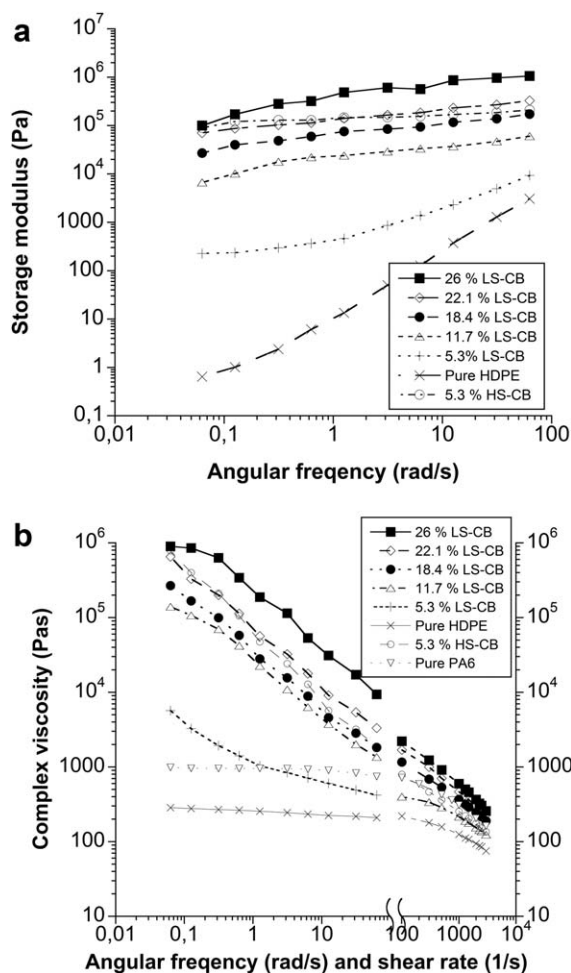 a
10⁶
10⁵
10⁴
1000
100
10
1
0,1
Storage modulus (Pa)
26 % LS-CB
22.1 % LS-CB
18.4 % LS-CB
11.7 % LS-CB
5.3% LS-CB
Pure HDPE
5.3 % HS-CB
0,01 0,1 1 10 100
Angular freqency (rad/s)
b
10⁶
10⁵
10⁴
1000
100
10
Complex viscosity (Pas)
26 % LS-CB
22.1 % LS-CB
18.4 % LS-CB
11.7 % LS-CB
5.3 % LS-CB
Pure HDPE
5.3 % HS-CB
Pure PA6
10⁶
10⁵
10⁴
1000
100
10
0,01 0,1 1 10 100 1000 10⁴
Angular freqency (rad/s) and shear rate (1/s)